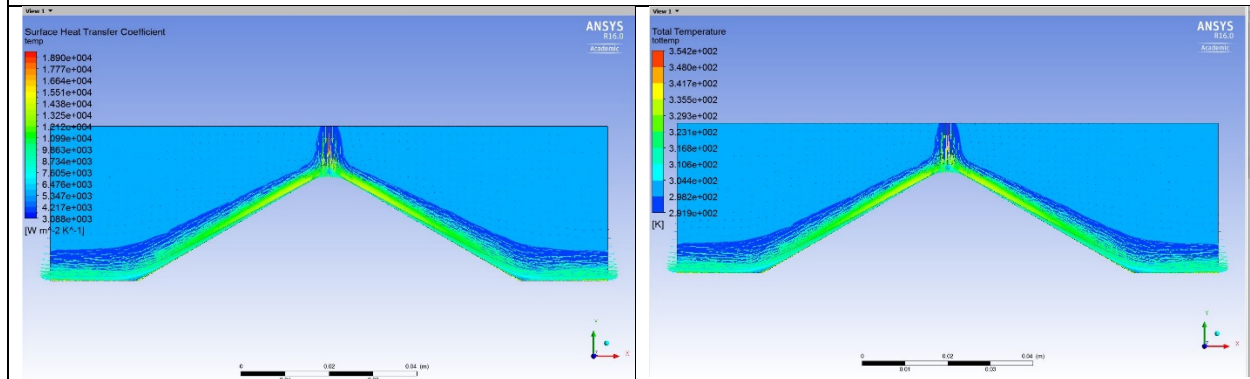 View 1
ANSYS
R16.0
Academic
Surface Heat Transfer Coefficient
temp
1.890e+004
1.777e+004
1.664e+004
1.551e+004
1.438e+004
1.325e+004
1.212e+004
1.099e+004
9.863e+003
8.734e+003
7.605e+003
6.476e+003
5.347e+003
4.217e+003
3.088e+003
[W m^-2 K^-1]
Y
X
0 0.02 0.04 (m)
0.01 0.03
View 1
ANSYS
R16.0
Academic
Total Temperature
tottemp
3.542e+002
3.480e+002
3.417e+002
3.355e+002
3.293e+002
3.231e+002
3.168e+002
3.106e+002
3.044e+002
2.982e+002
2.919e+002
[K]
Y
X
0 0.02 0.04 (m)
0.01 0.03